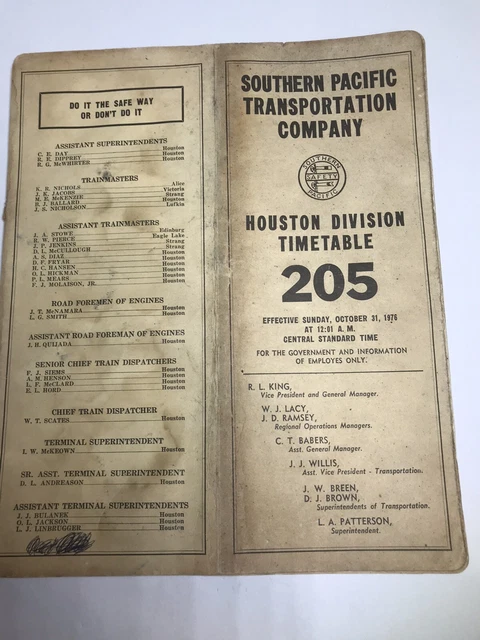 DO IT THE SAFE WAY
OR DON'T DO IT
ASSISTANT SUPERINTENDENTS
C. R. DAY Houston
R. E. DIPPREY Houston
R. G. McWHIRTER Houston
TRAINMASTERS
K. R. NICHOLS Alice
J. K. JACOBS Victoria
M. E. McKENZIE Strang
B. J. BALLARD Houston
J. S. NICHOLSON Lufkin
ASSISTANT TRAINMASTERS
J. A. STOWE Edinburg
R. W. PIERCE Eagle Lake
J. P. JENKINS Strang
D. L. McCULLOUGH Strang
A. S. DIAZ Houston
D. F. FRYAR Houston
H. C. HANSEN Houston
O. L. HICKMAN Houston
P. L. MEARS Houston
F. J. MOLAISON, JR. Houston
ROAD FOREMEN OF ENGINES
J. T. McNAMARA Houston
L. G. SMITH Houston
ASSISTANT ROAD FOREMAN OF ENGINES
J. H. QUIJADA Houston
SENIOR CHIEF TRAIN DISPATCHERS
F. J. SIEMS Houston
A. M. HENSON Houston
L. F. McCLARD Houston
E. L. HORD Houston
CHIEF TRAIN DISPATCHER
W. T. SCATES Houston
TERMINAL SUPERINTENDENT
I. W. McKEOWN Houston
SR. ASST. TERMINAL SUPERINTENDENT
D. L. ANDREASON Houston
ASSISTANT TERMINAL SUPERINTENDENTS
J. J. BULANEK Houston
O. L. JACKSON Houston
L. J. LINBRUGGER Houston
SOUTHERN PACIFIC
TRANSPORTATION
COMPANY
SOUTHERN
SAFETY
PACIFIC
HOUSTON DIVISION
TIMETABLE
205
EFFECTIVE SUNDAY, OCTOBER 31, 1976
AT 12:01 A. M.
CENTRAL STANDARD TIME
FOR THE GOVERNMENT AND INFORMATION
OF EMPLOYES ONLY.
R. L. KING,
Vice President and General Manager.
W. J. LACY,
J. D. RAMSEY,
Regional Operations Managers.
C. T. BABERS,
Asst. General Manager.
J. J. WILLIS,
Asst. Vice President - Transportation.
J. W. BREEN,
D. J. BROWN,
Superintendents of Transportation.
L. A. PATTERSON,
Superintendent.